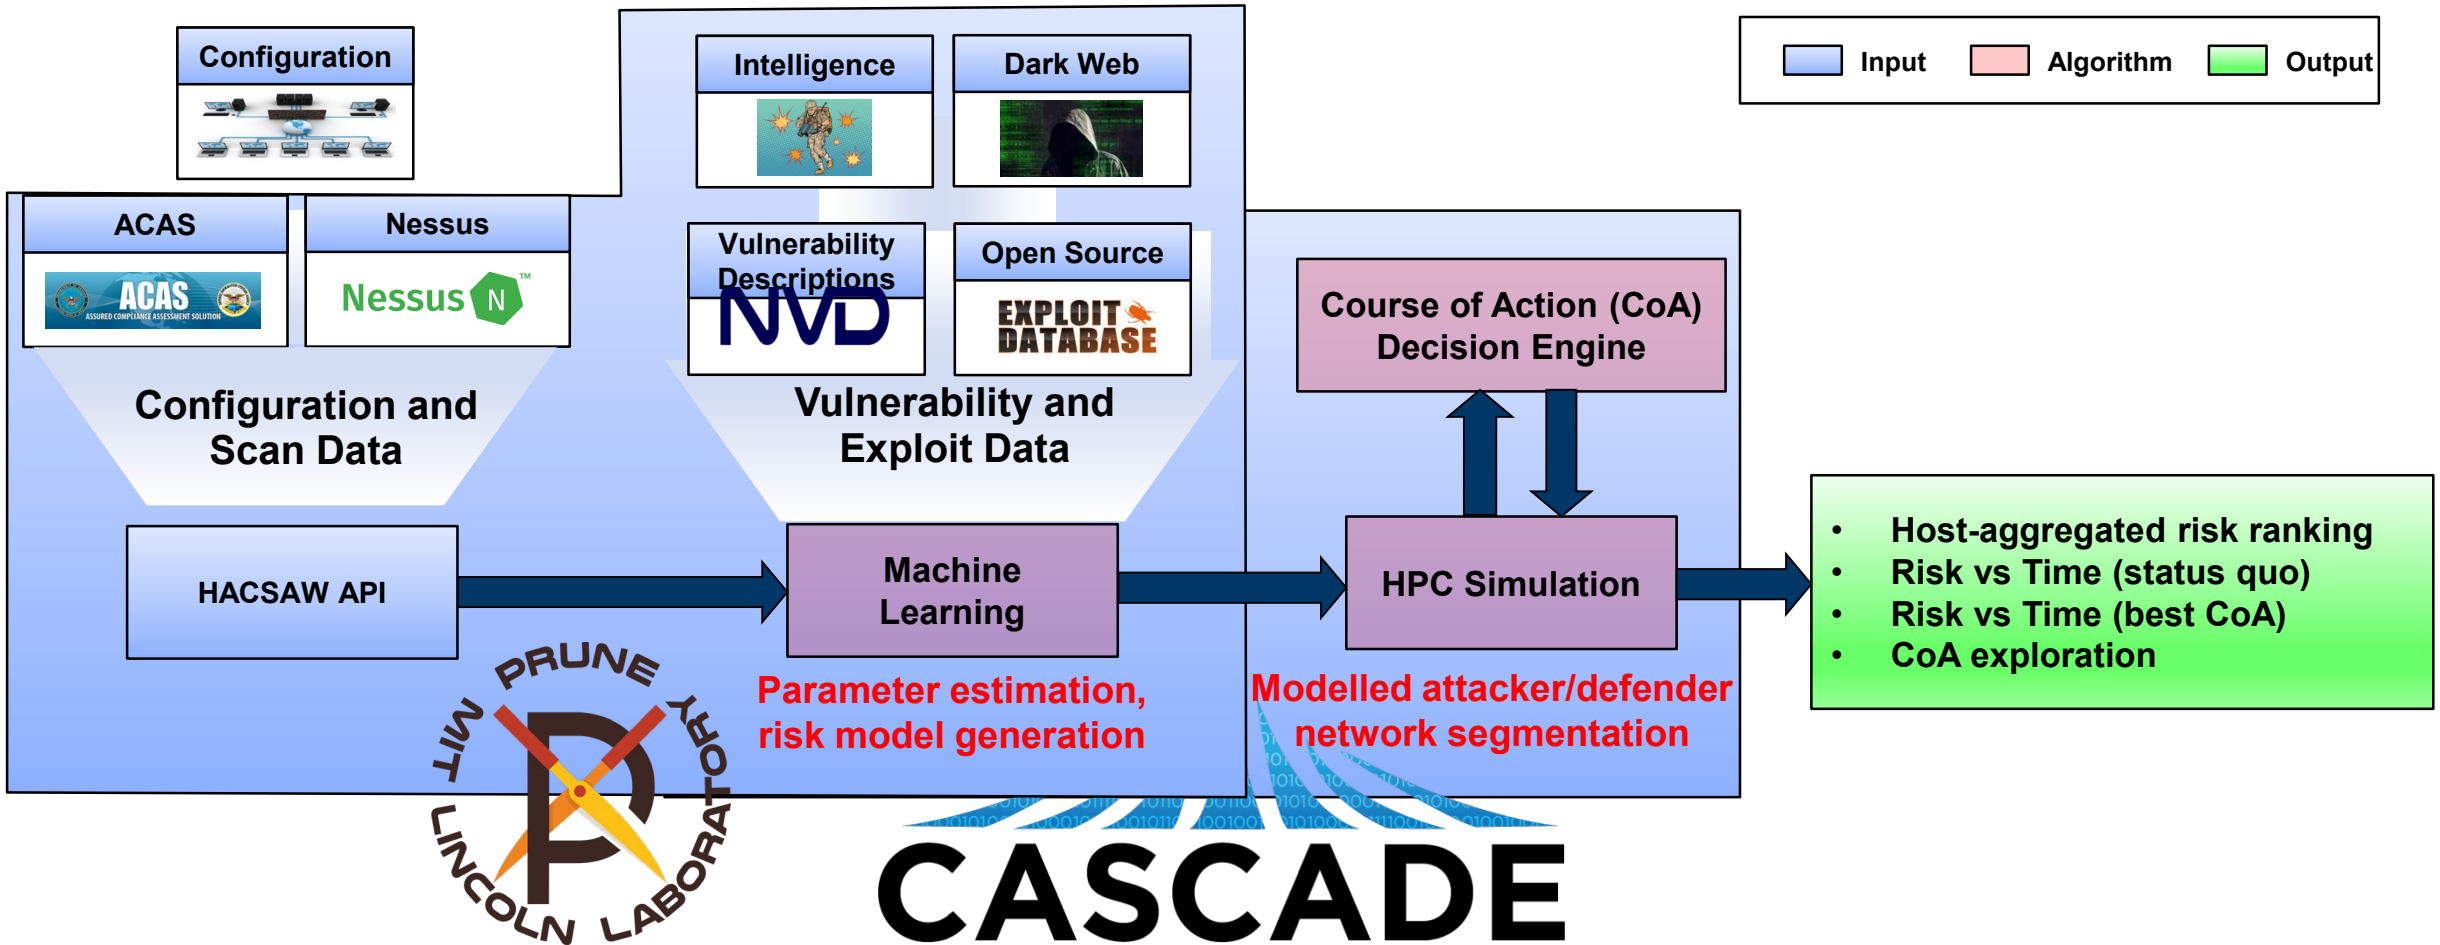 Configuration
Intelligence
Dark Web
Input
Algorithm
Output
ACAS
Nessus
ACAS
ASSURED COMPLIANCE ASSESSMENT SOLUTION
Nessus N ™
Vulnerability
Descriptions
NVD
Open Source
EXPLOIT
DATABASE
Configuration and
Scan Data
Vulnerability and
Exploit Data
Course of Action (CoA)
Decision Engine
HACSAW API
Machine
Learning
HPC Simulation
• Host-aggregated risk ranking
• Risk vs Time (status quo)
• Risk vs Time (best CoA)
• CoA exploration
Parameter estimation,
risk model generation
Modelled attacker/defender
network segmentation
PRUNE
MIT LINCOLN LABORATORY
P
CASCADE